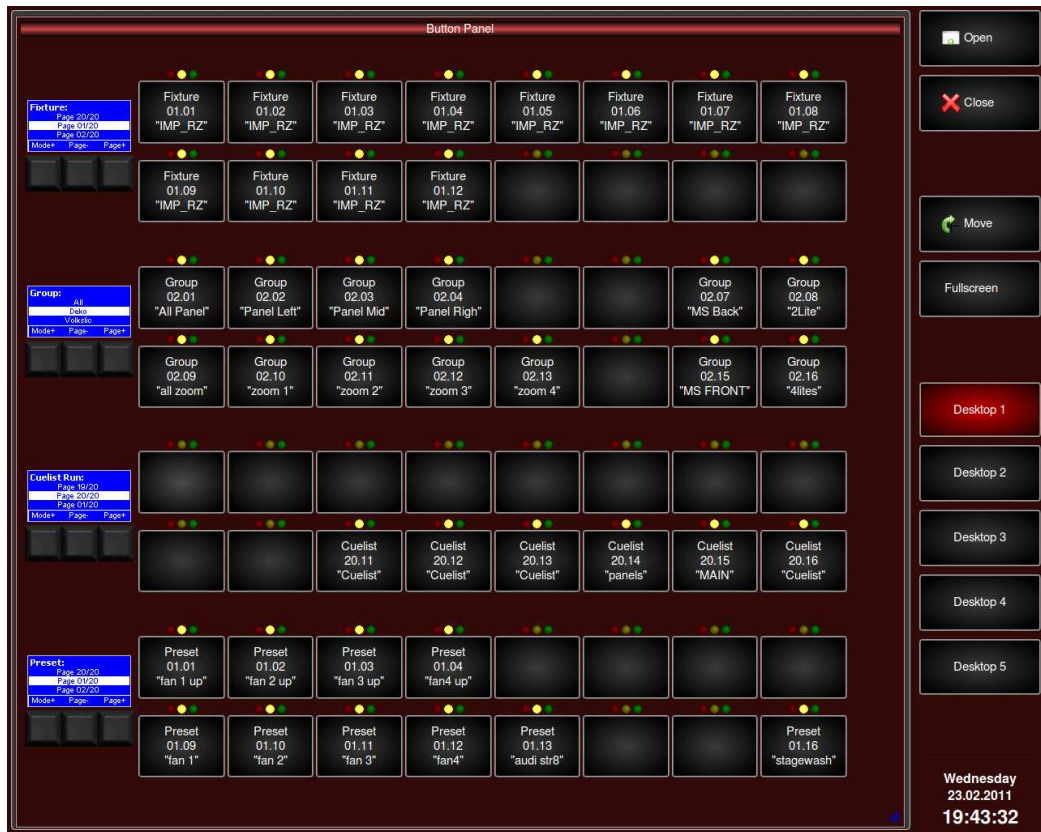 Button Panel
Open
Close
Move
Fullscreen
Desktop 1
Desktop 2
Desktop 3
Desktop 4
Desktop 5
Wednesday
23.02.2011
19:43:32
Fixture:
Page 20/20
Page 01/20
Page 02/20
Mode+ Page- Page+
Fixture Fixture Fixture Fixture Fixture Fixture Fixture Fixture
01.01 01.02 01.03 01.04 01.05 01.06 01.07 01.08
"IMP_RZ" "IMP_RZ" "IMP_RZ" "IMP_RZ" "IMP_RZ" "IMP_RZ" "IMP_RZ" "IMP_RZ"
Fixture Fixture Fixture Fixture
01.09 01.10 01.11 01.12
"IMP_RZ" "IMP_RZ" "IMP_RZ" "IMP_RZ"
Group:
All
Deko
Volkslic
Mode+ Page- Page+
Group Group Group Group Group Group
02.01 02.02 02.03 02.04 02.07 02.08
"All Panel" "Panel Left" "Panel Mid" "Panel Righ" "MS Back" "2Lite"
Group Group Group Group Group Group Group
02.09 02.10 02.11 02.12 02.13 02.15 02.16
"all zoom" "zoom 1" "zoom 2" "zoom 3" "zoom 4" "MS FRONT" "4lites"
Cuelist Run:
Page 19/20
Page 20/20
Page 01/20
Mode+ Page- Page+
Cuelist Cuelist Cuelist Cuelist Cuelist Cuelist
20.11 20.12 20.13 20.14 20.15 20.16
"Cuelist" "Cuelist" "Cuelist" "panels" "MAIN" "Cuelist"
Preset:
Page 20/20
Page 01/20
Page 02/20
Mode+ Page- Page+
Preset Preset Preset Preset
01.01 01.02 01.03 01.04
"fan 1 up" "fan 2 up" "fan 3 up" "fan4 up"
Preset Preset Preset Preset Preset Preset
01.09 01.10 01.11 01.12 01.13 01.16
"fan 1" "fan 2" "fan 3" "fan4" "audi str8" "stagewash"